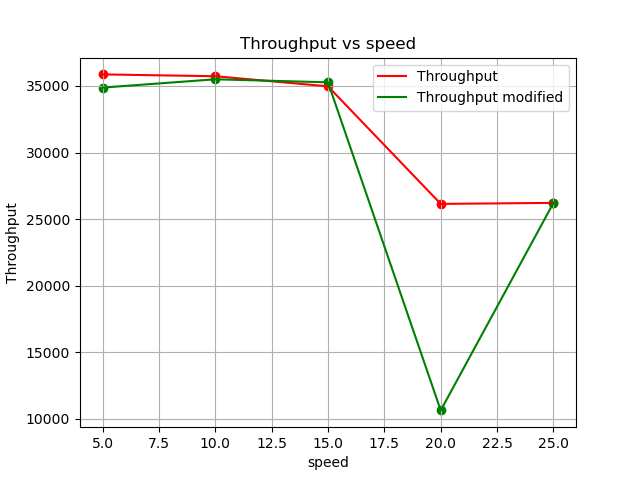 Throughput vs speed
Throughput
Throughput modified
35000
30000
25000
20000
15000
10000
Throughput
5.0 7.5 10.0 12.5 15.0 17.5 20.0 22.5 25.0
speed